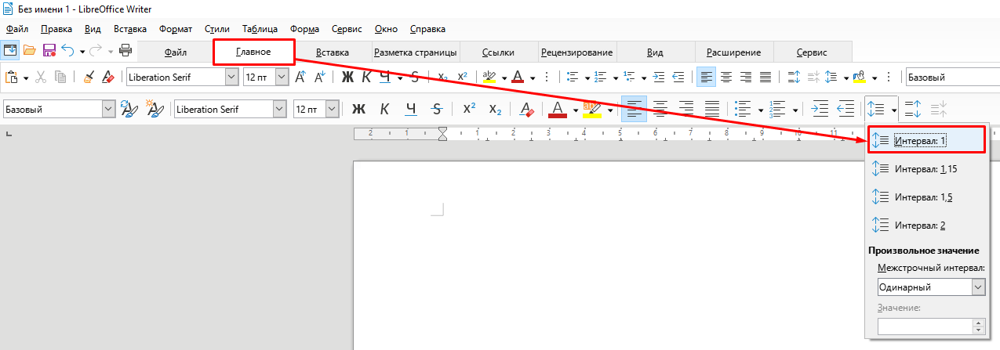 Без имени 1 - LibreOffice Writer
Файл Правка Вид Вставка Формат Стили Таблица Форма Сервис Окно Справка
Файл Главное Вставка Разметка страницы Ссылки Рецензирование Вид Расширение Сервис
Liberation Serif 12 пт Ж К Ч S X₂ X² A Базовый
Базовый Liberation Serif 12 пт Ж К Ч S X² X₂ A
2 1 1 2 3 4 5 6 7 8 9 10 11
Интервал: 1
Интервал: 1,15
Интервал: 1,5
Интервал: 2
Произвольное значение
Межстрочный интервал:
Одинарный
Значение: